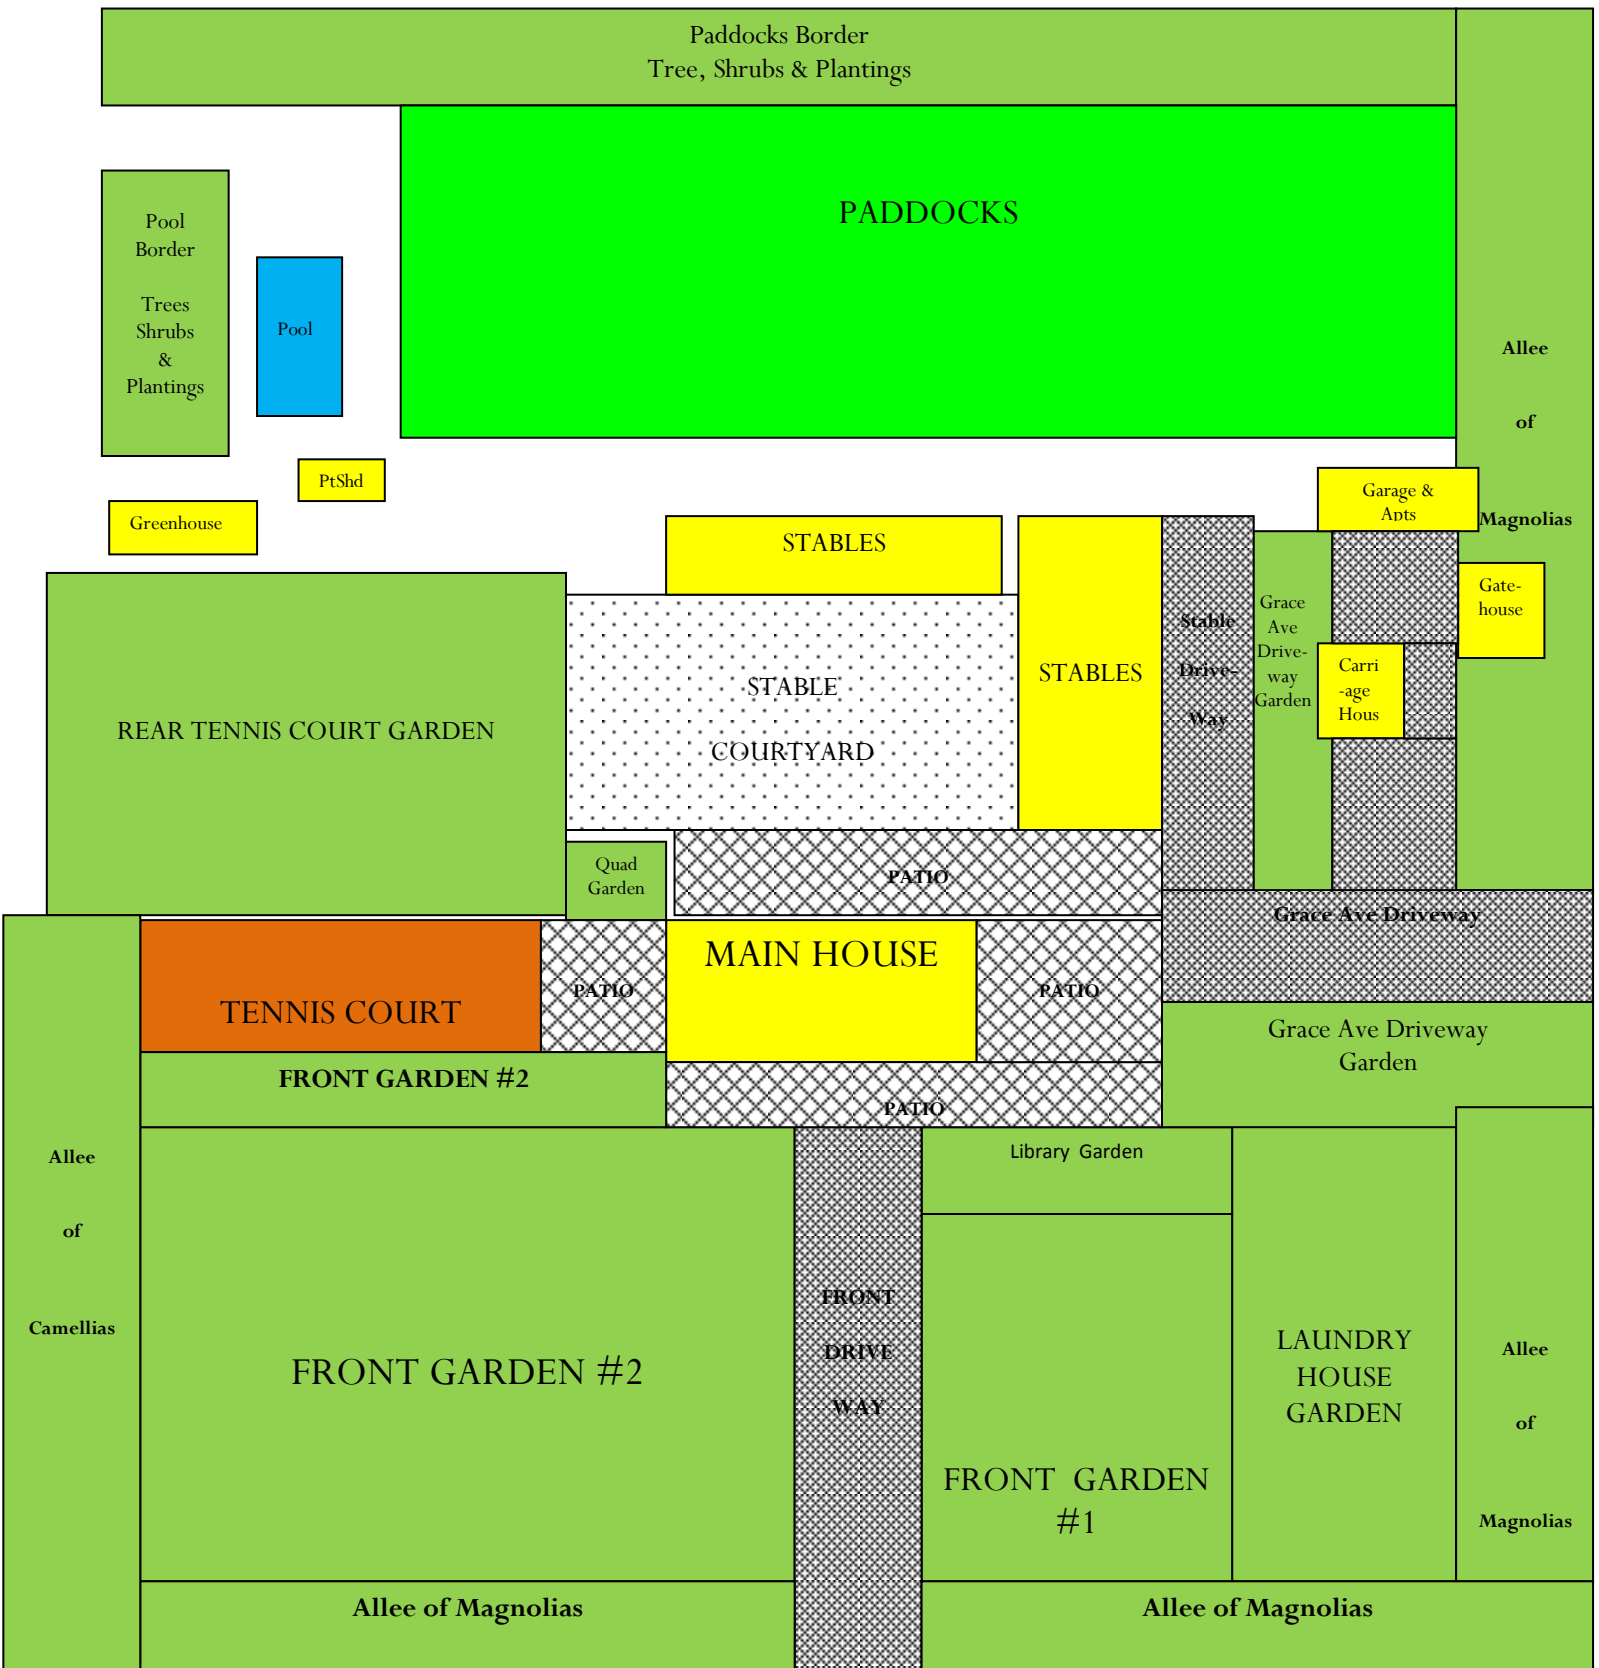 Paddocks Border
Tree, Shrubs & Plantings
PADDOCKS
Pool
Border
Trees
Shrubs
&
Plantings
Pool
Allee
of
Magnolias
PtShd
Greenhouse
Garage &
Apts
STABLES
STABLES
Stable
Drive-
Way
Grace
Ave
Drive-
way
Garden
Gate-
house
Carri
-age
Hous
STABLE
COURTYARD
REAR TENNIS COURT GARDEN
Quad
Garden
PATIO
Grace Ave Driveway
MAIN HOUSE
TENNIS COURT
PATIO
PATIO
Grace Ave Driveway
Garden
FRONT GARDEN #2
PATIO
Allee
of
Camellias
Library Garden
FRONT GARDEN #2
FRONT
DRIVE
WAY
FRONT GARDEN
#1
LAUNDRY
HOUSE
GARDEN
Allee
of
Magnolias
Allee of Magnolias
Allee of Magnolias